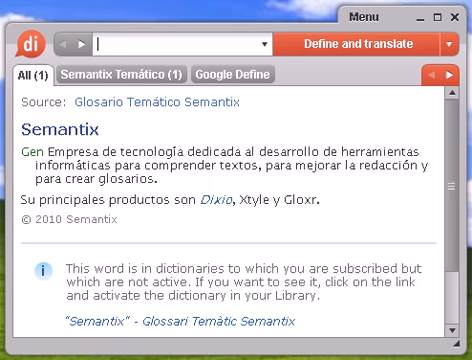 Menu
di
Define and translate
All (1)
Semantix Temático (1)
Google Define
Source: Glosario Temático Semantix
Semantix
Gen Empresa de tecnología dedicada al desarrollo de herramientas
informáticas para comprender textos, para mejorar la redacción y
para crear glosarios.
Su principales producto son Dixio, Xtyle y Gloxr.
© 2010 Semantix
i
This word is in dictionaries to which you are subscribed but
which are not active. If you want to see it, click on the link
and activate the dictionary in your Library.
"Semantix" - Glossari Temàtic Semantix